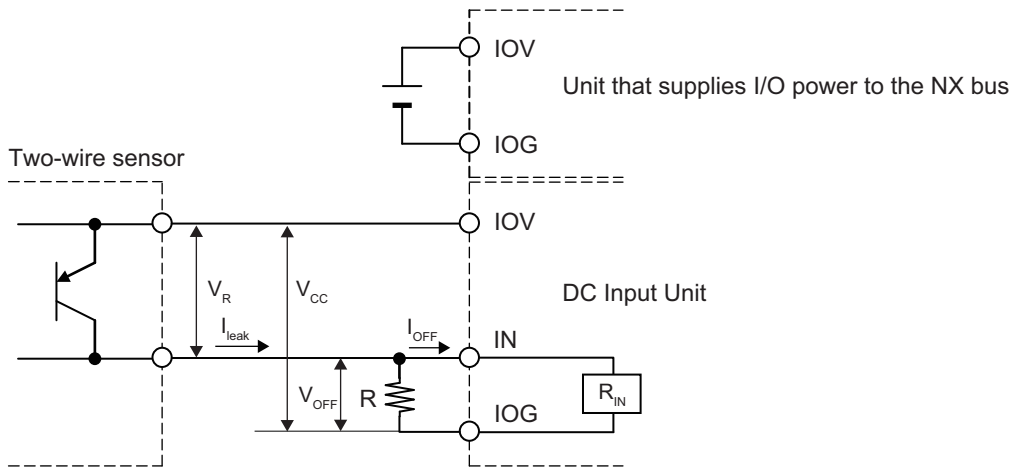 IOV
Unit that supplies I/O power to the NX bus
IOG
Two-wire sensor
IOV
V_R
V_CC
DC Input Unit
I_leak
I_OFF
IN
V_OFF
R
R_IN
IOG